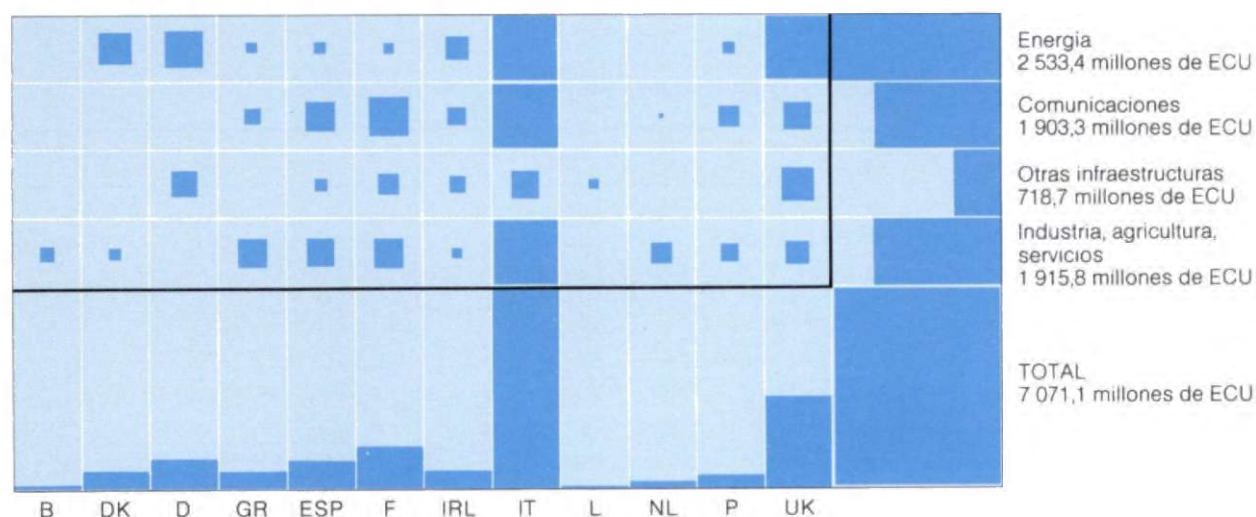 Energia
2 533,4 millones de ECU
Comunicaciones
1 903,3 millones de ECU
Otras infraestructuras
718,7 millones de ECU
Industria, agricultura,
servicios
1 915,8 millones de ECU
TOTAL
7 071,1 millones de ECU
B DK D GR ESP F IRL IT L NL P UK